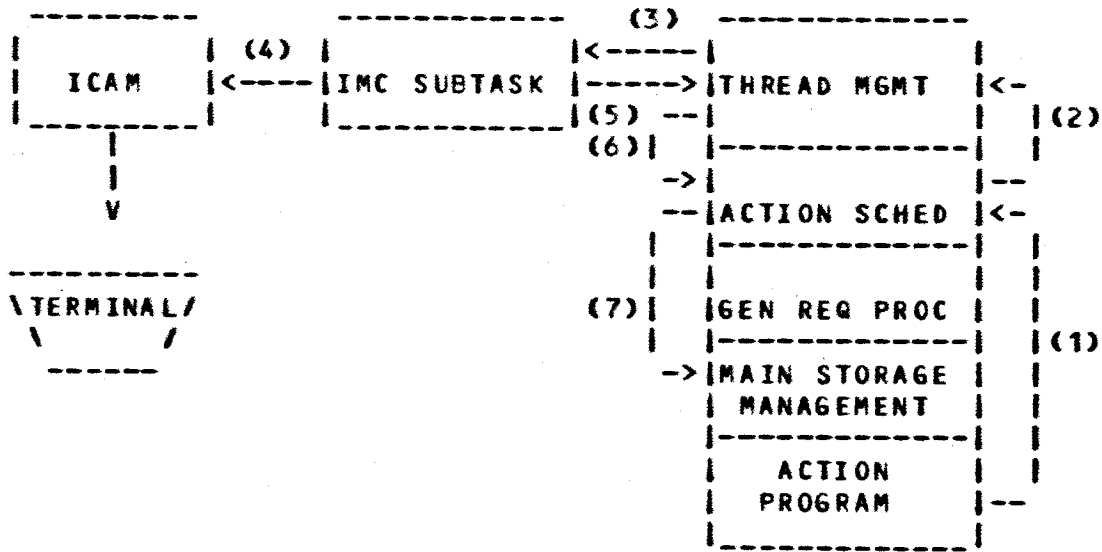 (3)
(4)
ICAM
IMC SUBTASK
THREAD MGMT
(5)
(2)
(6)
ACTION SCHED
TERMINAL
(7)
GEN REQ PROC
(1)
MAIN STORAGE
MANAGEMENT
ACTION
PROGRAM